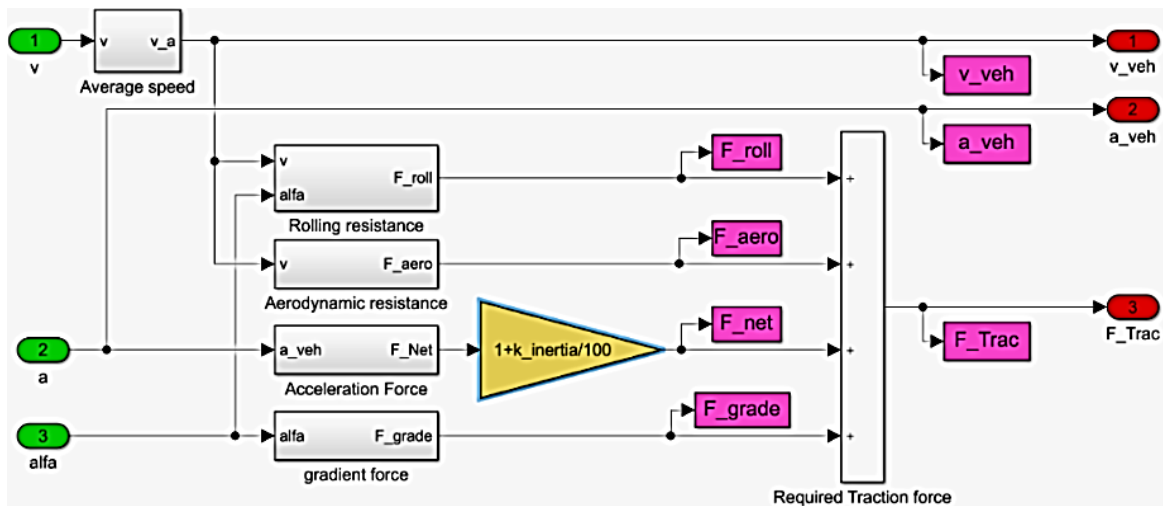 1
v
v
v_a
Average speed
1
v_veh
v_veh
2
a_veh
a_veh
v
alfa
F_roll
Rolling resistance
F_roll
+
v
F_aero
Aerodynamic resistance
F_aero
+
2
a
a_veh
F_Net
Acceleration Force
1+k_inertia/100
F_net
+
3
alfa
alfa
F_grade
gradient force
F_grade
+
Required Traction force
3
F_Trac
F_Trac